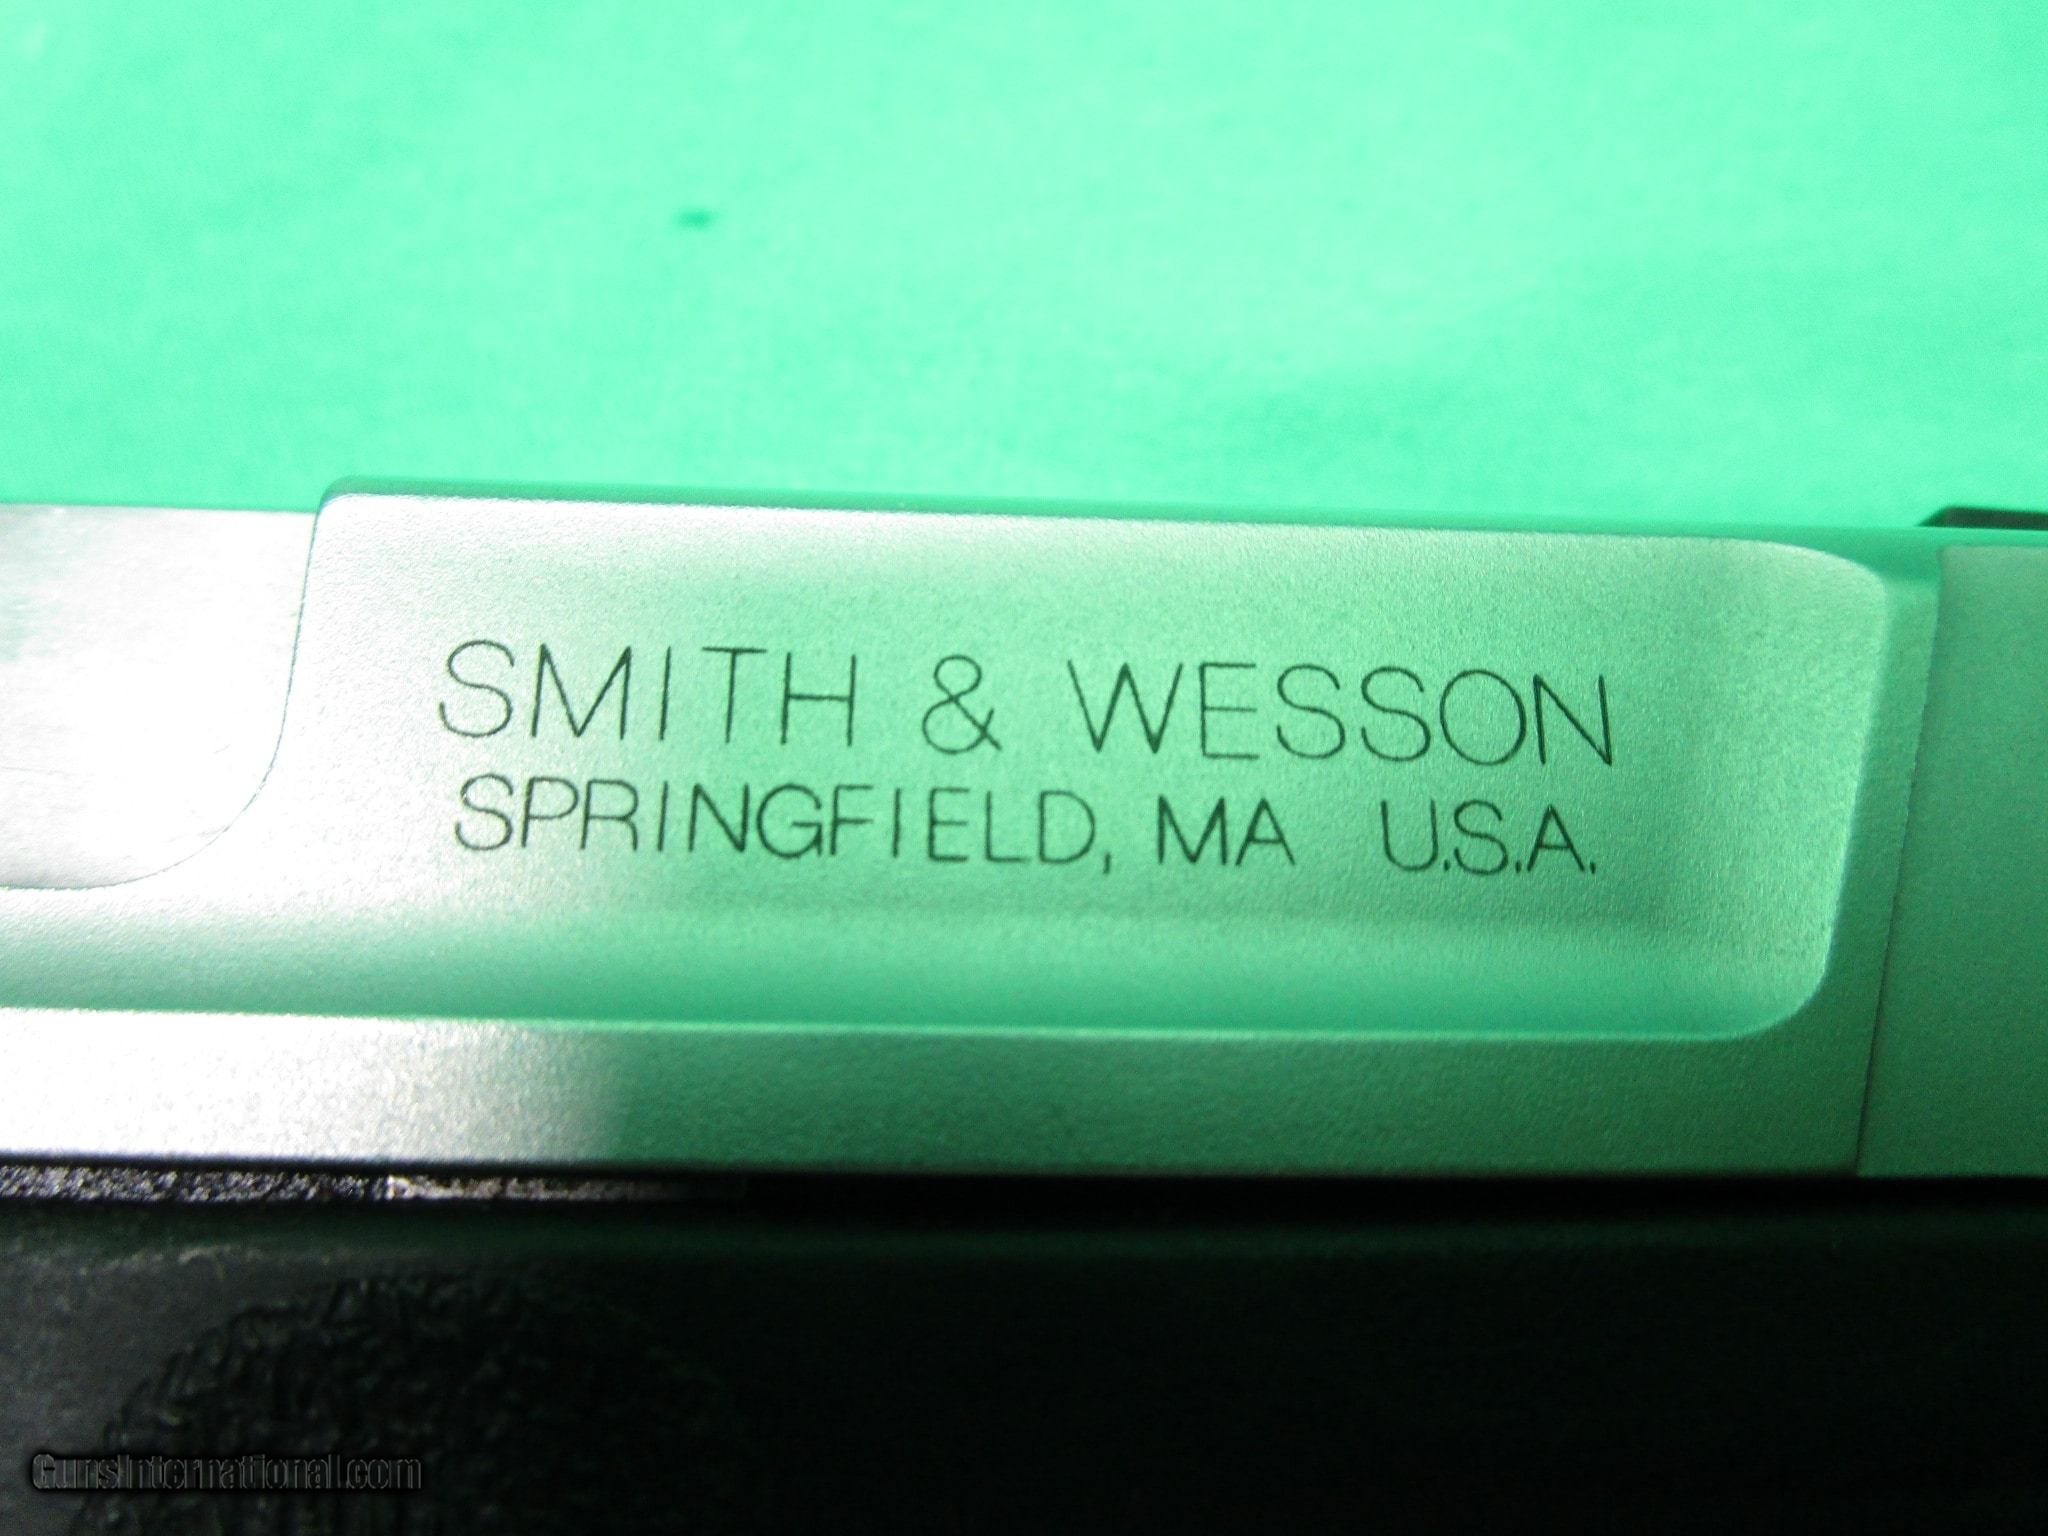 SMITH & WESSON
SPRINGFIELD, MA U.S.A.
GunsInternational.com